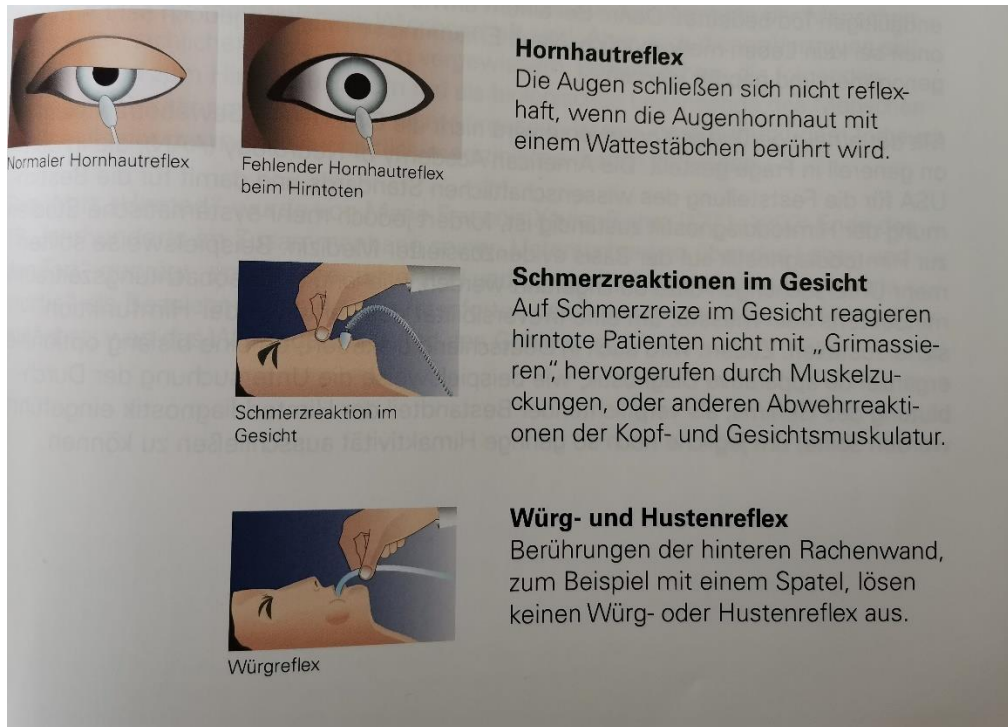 Normaler Hornhautreflex
Fehlender Hornhautreflex
beim Hirntoten
Hornhautreflex
Die Augen schließen sich nicht reflex-
haft, wenn die Augenhornhaut mit
einem Wattestäbchen berührt wird.
Schmerzreaktion im
Gesicht
Schmerzreaktionen im Gesicht
Auf Schmerzreize im Gesicht reagieren
hirntote Patienten nicht mit „Grimassie-
ren“, hervorgerufen durch Muskelzu-
ckungen, oder anderen Abwehrreakti-
onen der Kopf- und Gesichtsmuskulatur.
Würgreflex
Würg- und Hustenreflex
Berührungen der hinteren Rachenwand,
zum Beispiel mit einem Spatel, lösen
keinen Würg- oder Hustenreflex aus.